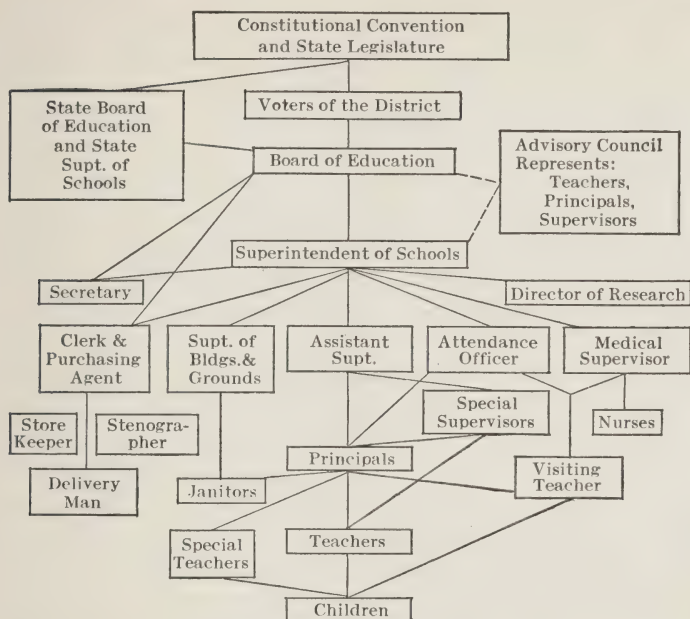 Constitutional Convention
and State Legislature
State Board
of Education
and State
Supt. of
Schools
Voters of the District
Board of Education
Advisory Council
Represents:
Teachers,
Principals,
Supervisors
Superintendent of Schools
Secretary
Director of Research
Clerk &
Purchasing
Agent
Supt. of
Bldgs.& 
Grounds
Assistant
Supt.
Attendance
Officer
Medical
Supervisor
Store
Keeper
Stenogra-
pher
Special
Supervisors
Nurses
Delivery
Man
Janitors
Principals
Visiting
Teacher
Special
Teachers
Teachers
Children